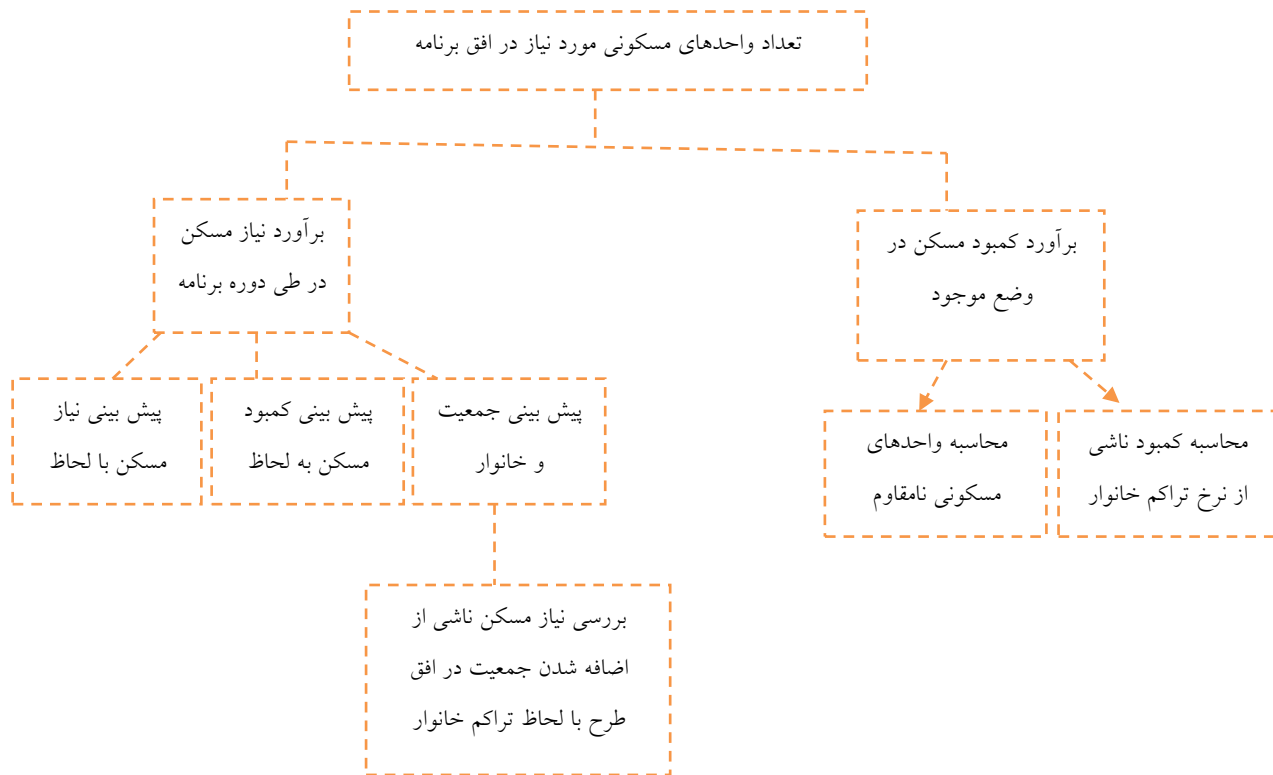 تعداد واحدهای مسکونی مورد نیاز در افق برنامه
برآورد کمبود مسکن در
وضع موجود
برآورد نیاز مسکن
در طی دوره برنامه
محاسبه کمبود ناشی
از نرخ تراکم خانوار
محاسبه واحدهای
مسکونی نامقاوم
پیش بینی جمعیت
و خانوار
پیش بینی کمبود
مسکن به لحاظ
پیش بینی نیاز
مسکن با لحاظ
بررسی نیاز مسکن ناشی از
اضافه شدن جمعیت در افق
طرح با لحاظ تراکم خانوار